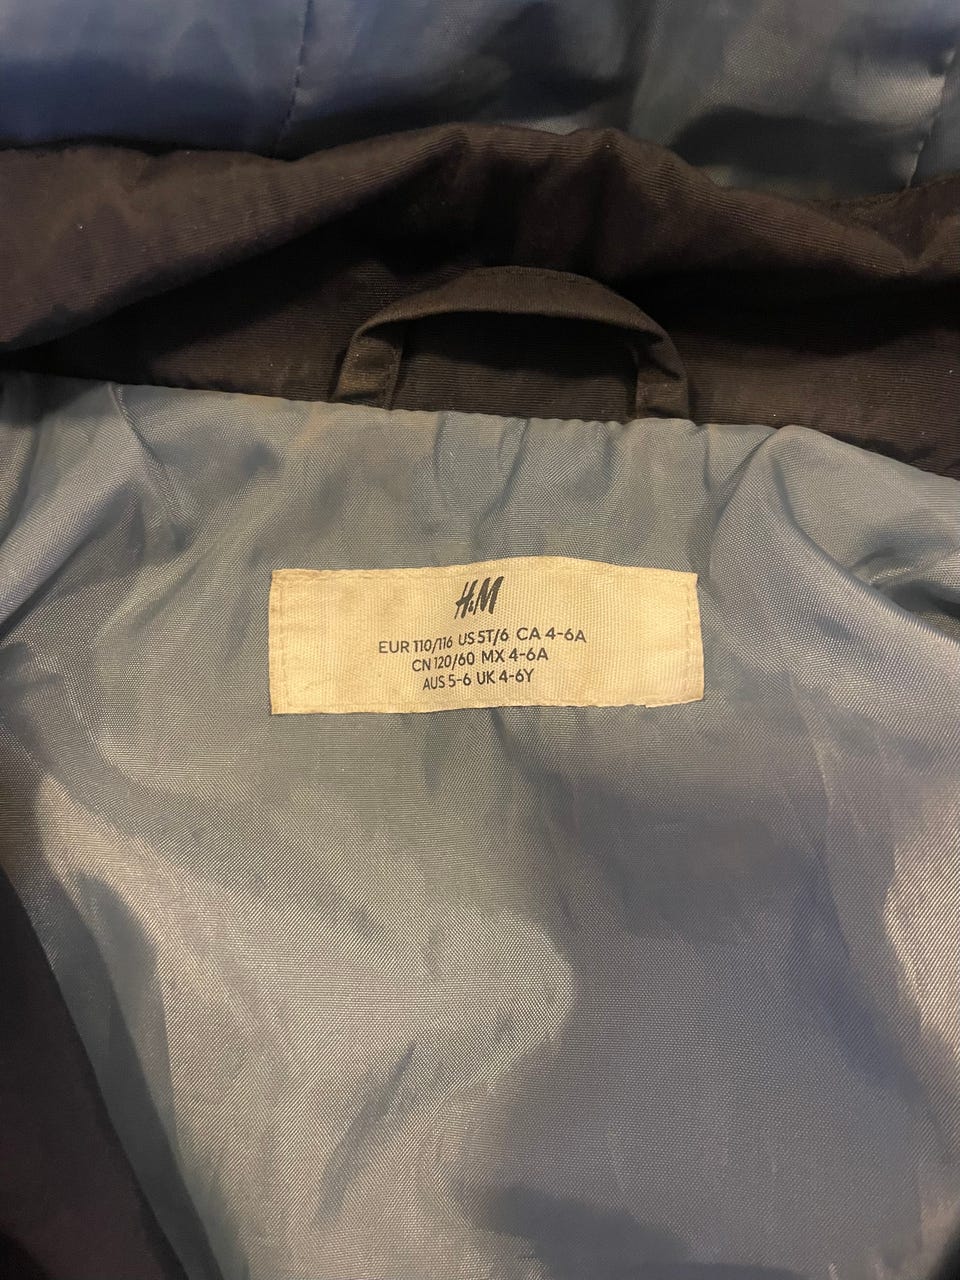 H&M
EUR 110/116 US 5T/6 CA 4-6A
CN 120/60 MX 4-6A
AUS 5-6 UK 4-6Y